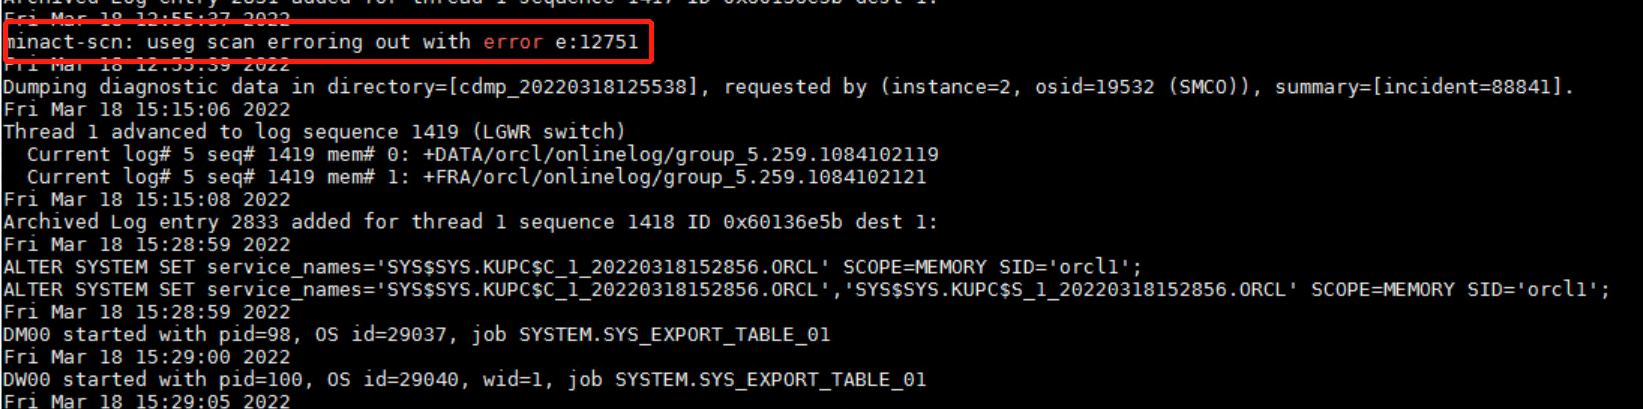 Archived Log entry 2831 added for thread 1 sequence 1417 ID 0x60136e5b dest 1:
Fri Mar 18 12:55:37 2022
minact-scn: useg scan erroring out with error e:12751
Fri Mar 18 12:55:39 2022
Dumping diagnostic data in directory=[cdmp_20220318125538], requested by (instance=2, osid=19532 (SMCO)), summary=[incident=88841].
Fri Mar 18 15:15:06 2022
Thread 1 advanced to log sequence 1419 (LGWR switch)
Current log# 5 seq# 1419 mem# 0: +DATA/orcl/onlinelog/group_5.259.1084102119
Current log# 5 seq# 1419 mem# 1: +FRA/orcl/onlinelog/group_5.259.1084102121
Fri Mar 18 15:15:08 2022
Archived Log entry 2833 added for thread 1 sequence 1418 ID 0x60136e5b dest 1:
Fri Mar 18 15:28:59 2022
ALTER SYSTEM SET service_names='SYS$SYS.KUPC$C_1_20220318152856.ORCL' SCOPE=MEMORY SID='orcl1';
ALTER SYSTEM SET service_names='SYS$SYS.KUPC$C_1_20220318152856.ORCL','SYS$SYS.KUPC$S_1_20220318152856.ORCL' SCOPE=MEMORY SID='orcl1';
Fri Mar 18 15:28:59 2022
DM00 started with pid=98, OS id=29037, job SYSTEM.SYS_EXPORT_TABLE_01
Fri Mar 18 15:29:00 2022
DW00 started with pid=100, OS id=29040, wid=1, job SYSTEM.SYS_EXPORT_TABLE_01
Fri Mar 18 15:29:05 2022